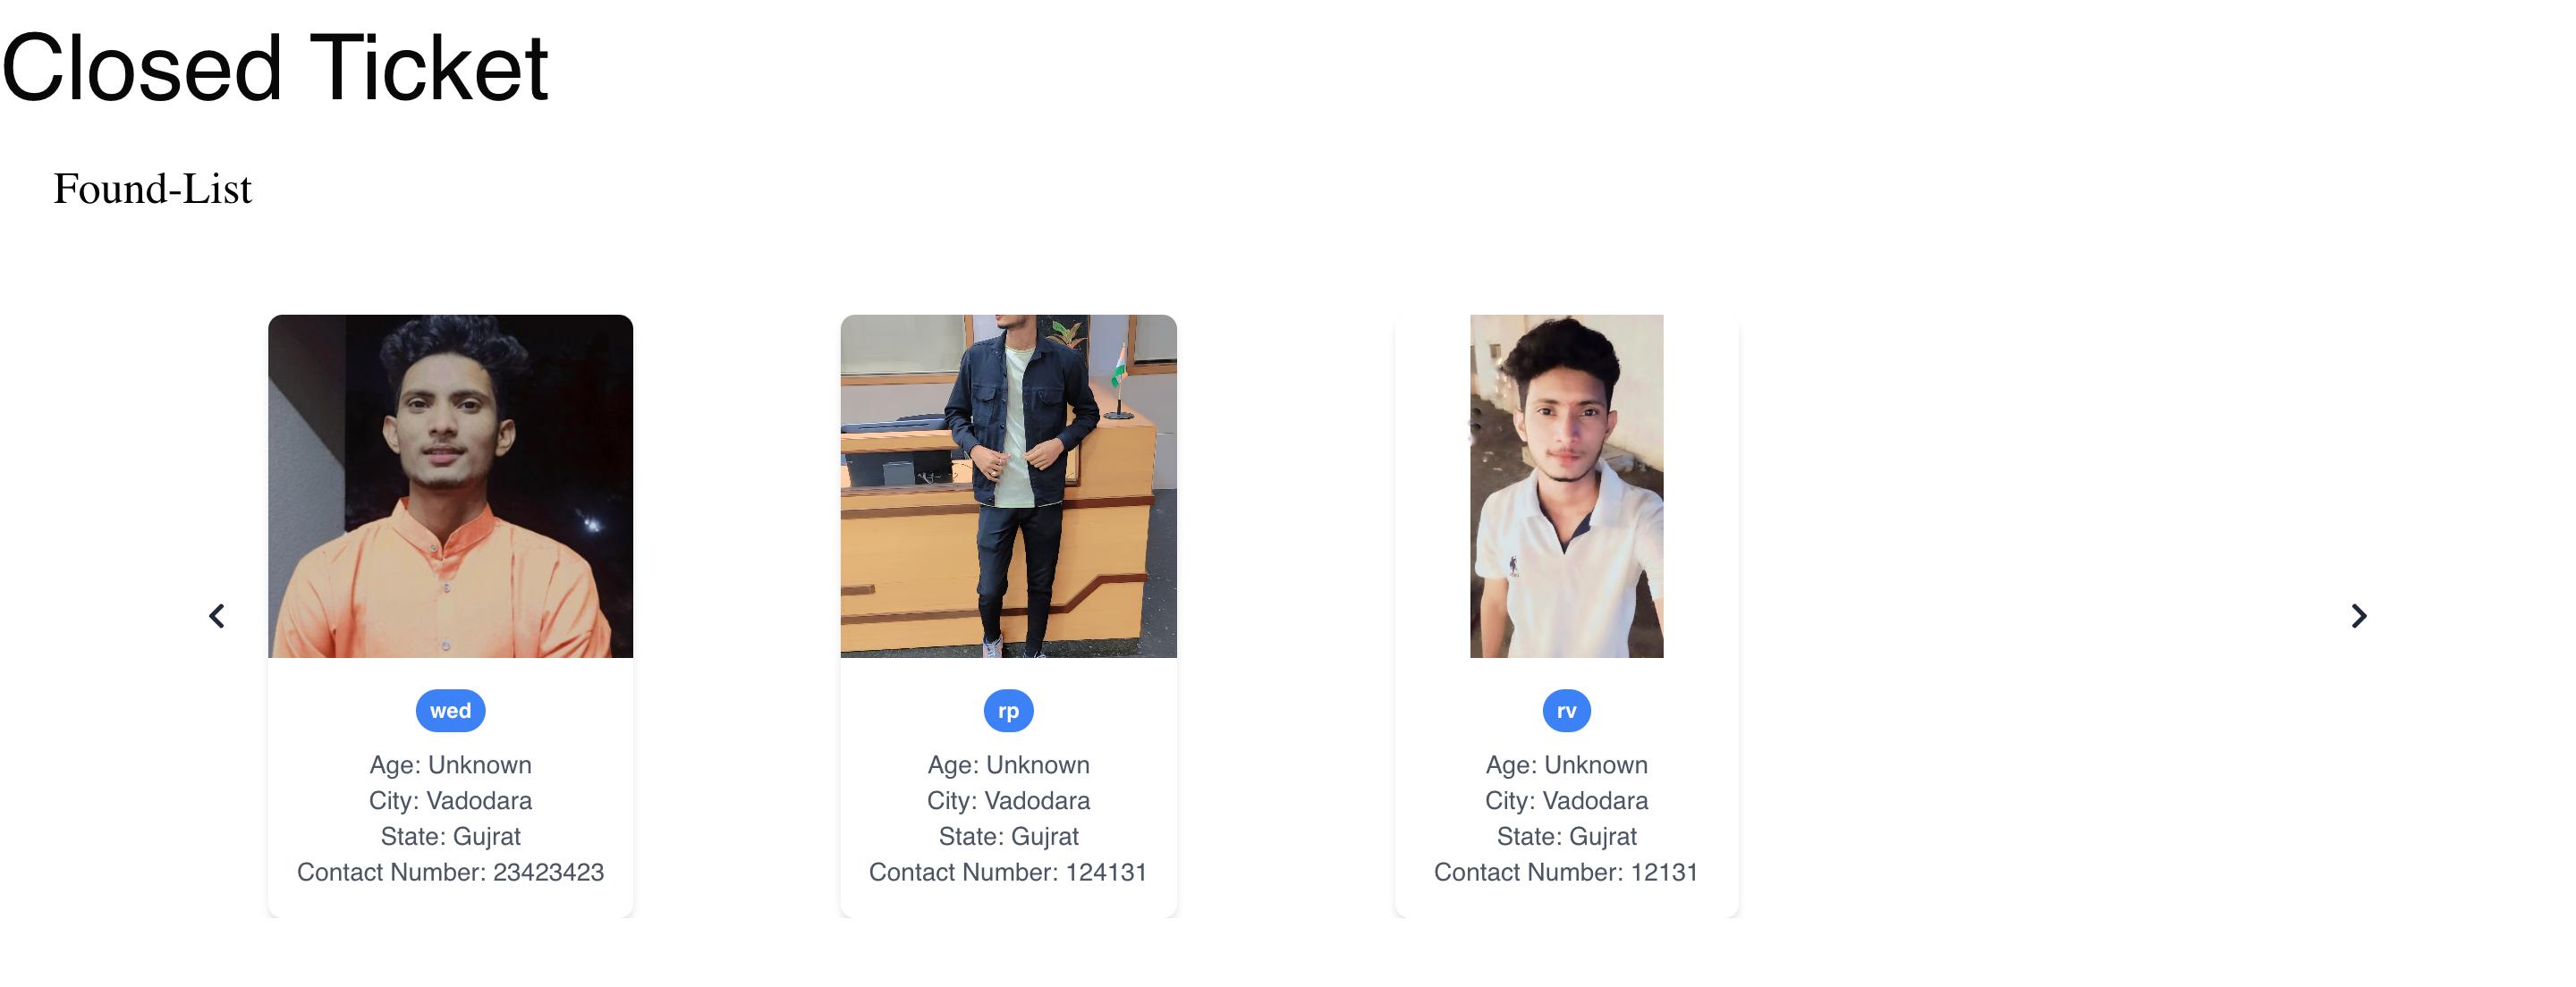 Closed Ticket
Found-List
wed
Age: Unknown
City: Vadodara
State: Gujrat
Contact Number: 23423423
rp
Age: Unknown
City: Vadodara
State: Gujrat
Contact Number: 124131
rv
Age: Unknown
City: Vadodara
State: Gujrat
Contact Number: 12131